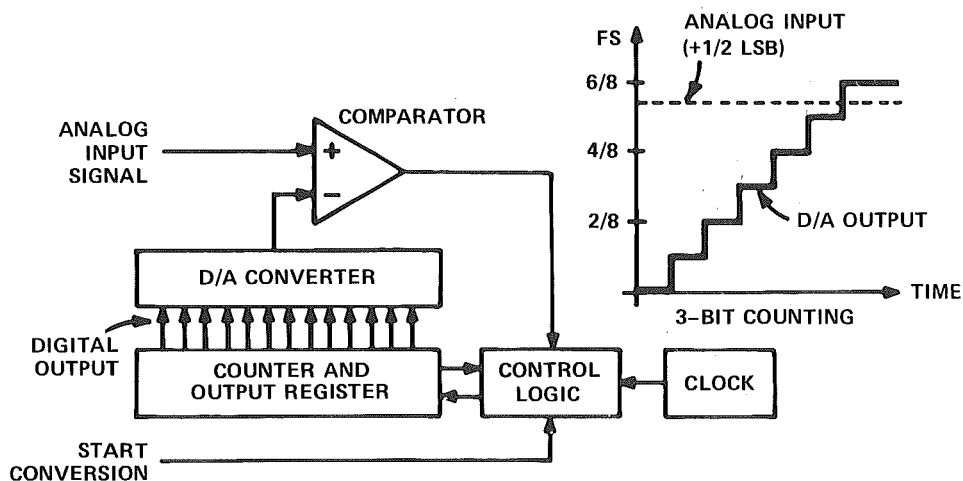 ANALOG INPUT
(+1/2 LSB)
FS
6/8
4/8
2/8
D/A OUTPUT
TIME
3-BIT COUNTING
COMPARATOR
ANALOG
INPUT
SIGNAL
+
−
D/A CONVERTER
DIGITAL
OUTPUT
COUNTER AND
OUTPUT REGISTER
CONTROL
LOGIC
CLOCK
START
CONVERSION